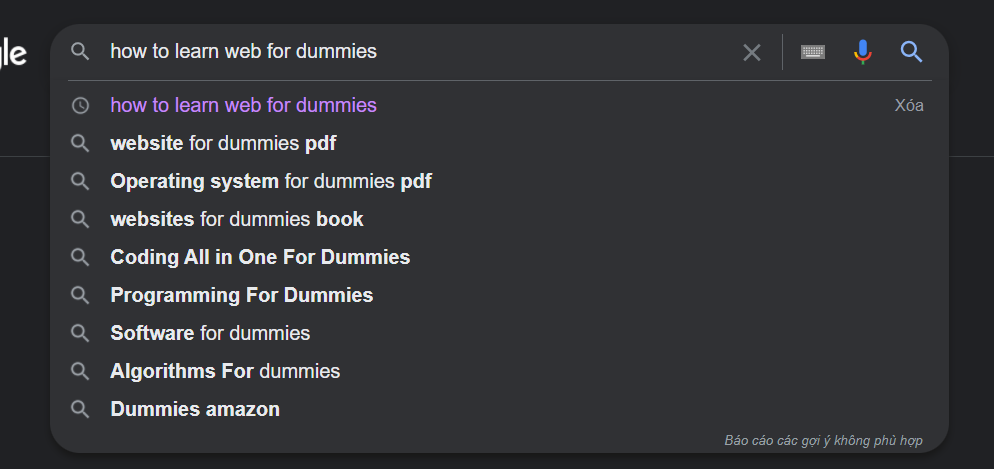 gle
how to learn web for dummies
how to learn web for dummies Xóa
website for dummies pdf
Operating system for dummies pdf
websites for dummies book
Coding All in One For Dummies
Programming For Dummies
Software for dummies
Algorithms For dummies
Dummies amazon
Báo cáo các gợi ý không phù hợp